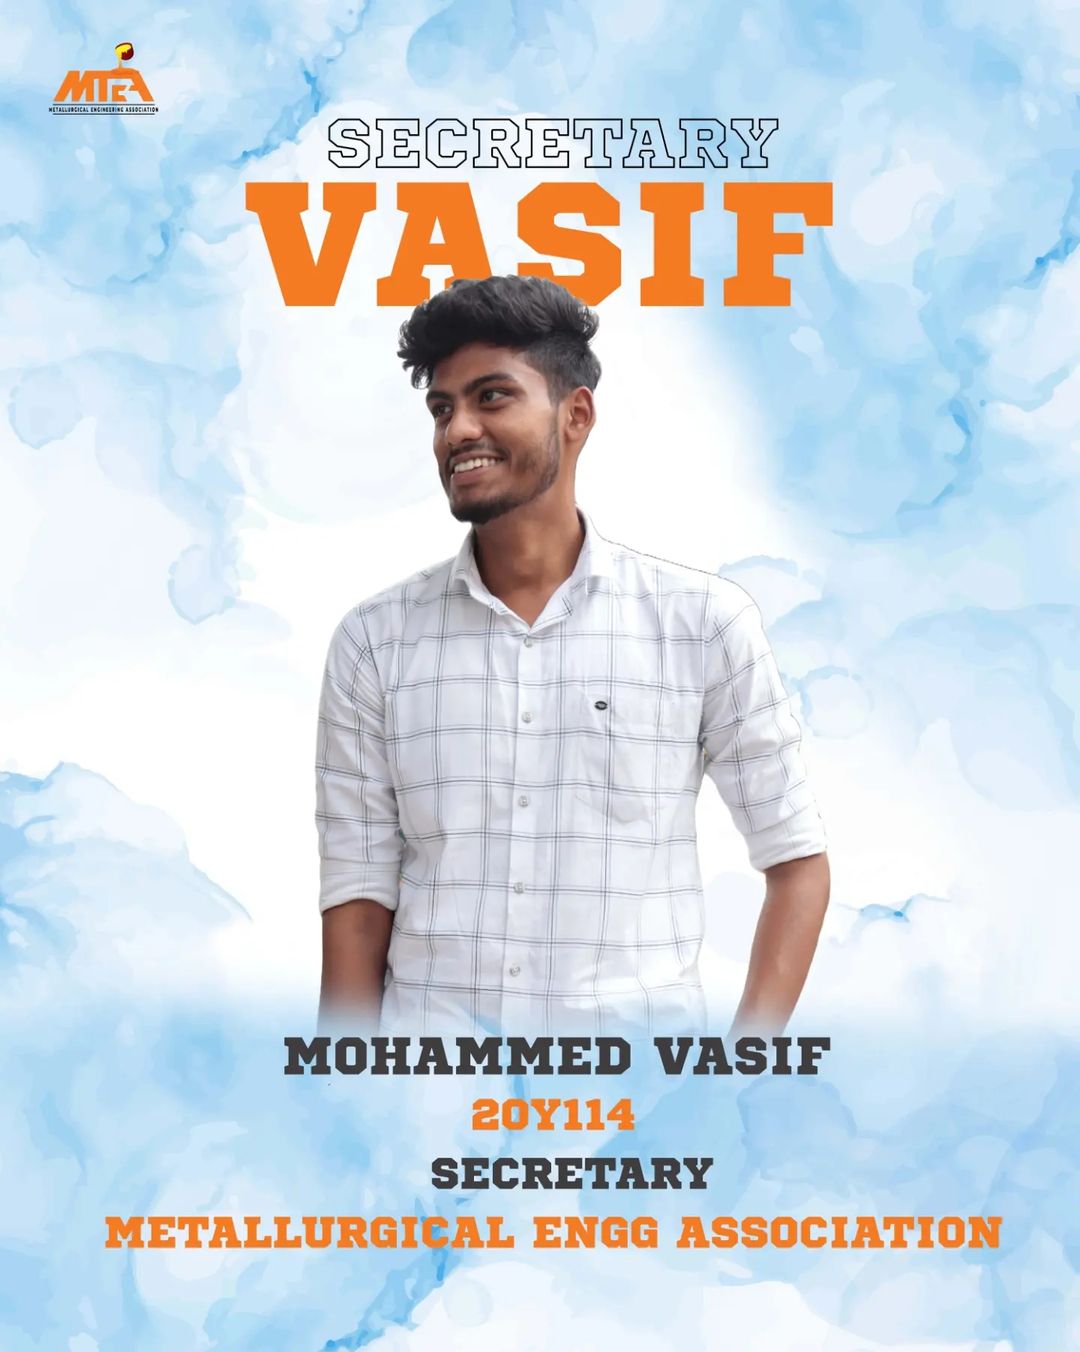 MTEA
METALLURGICAL ENGINEERING ASSOCIATION
SECRETARY
VASIF
MOHAMMED VASIF
20Y114
SECRETARY
METALLURGICAL ENGG ASSOCIATION